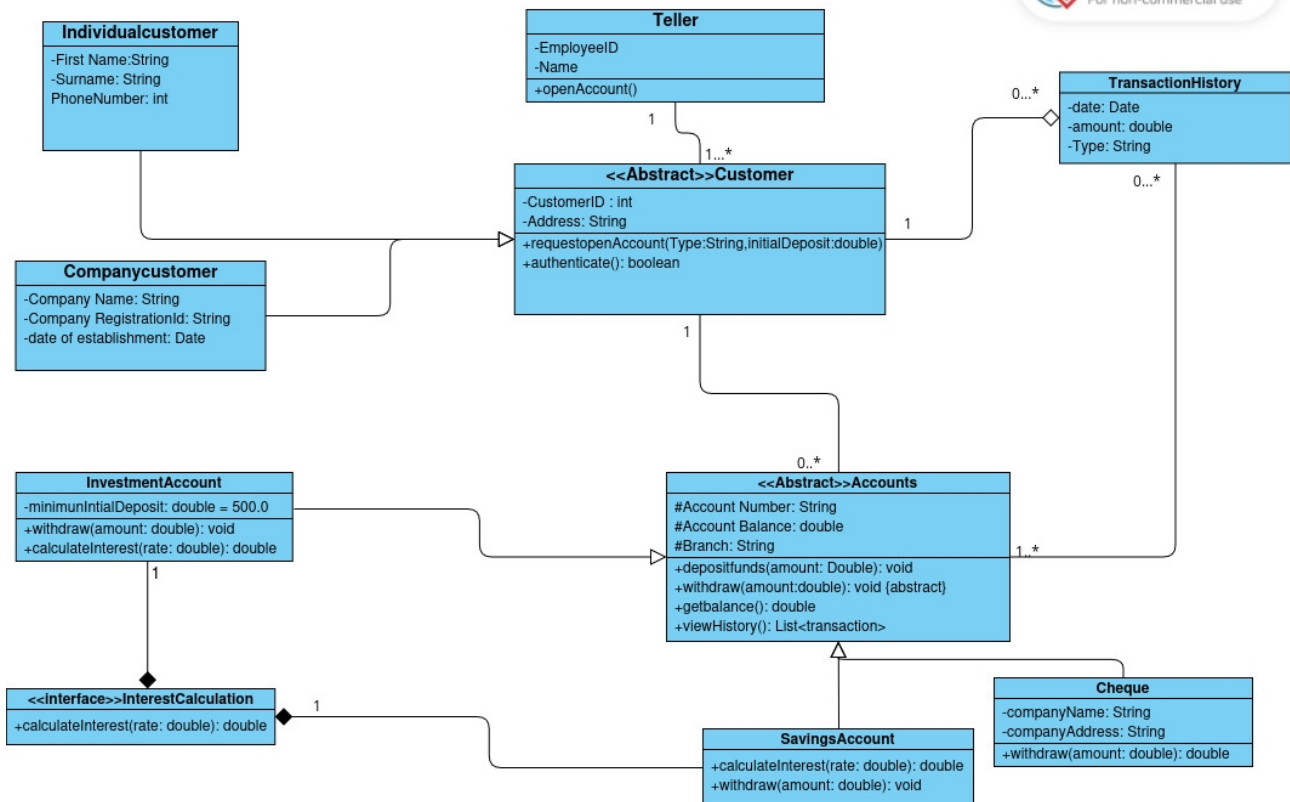 For non-commercial use
Individualcustomer
-First Name:String
-Surname: String
PhoneNumber: int
Teller
-EmployeeID
-Name
+openAccount()
TransactionHistory
-date: Date
-amount: double
-Type: String
0...*
1
1...*
0...*
<<Abstract>>Customer
-CustomerID : int
-Address: String
+requestopenAccount(Type:String,initialDeposit:double)
+authenticate(): boolean
1
Companycustomer
-Company Name: String
-Company RegistrationId: String
-date of establishment: Date
1
0..*
InvestmentAccount
-minimunIntialDeposit: double = 500.0
+withdraw(amount: double): void
+calculateInterest(rate: double): double
1
<<Abstract>>Accounts
#Account Number: String
#Account Balance: double
#Branch: String
+depositfunds(amount: Double): void
+withdraw(amount:double): void {abstract}
+getbalance(): double
+viewHistory(): List<transaction>
1..*
<<interface>>InterestCalculation
+calculateInterest(rate: double): double
1
Cheque
-companyName: String
-companyAddress: String
+withdraw(amount: double): double
SavingsAccount
+calculateInterest(rate: double): double
+withdraw(amount: double): void